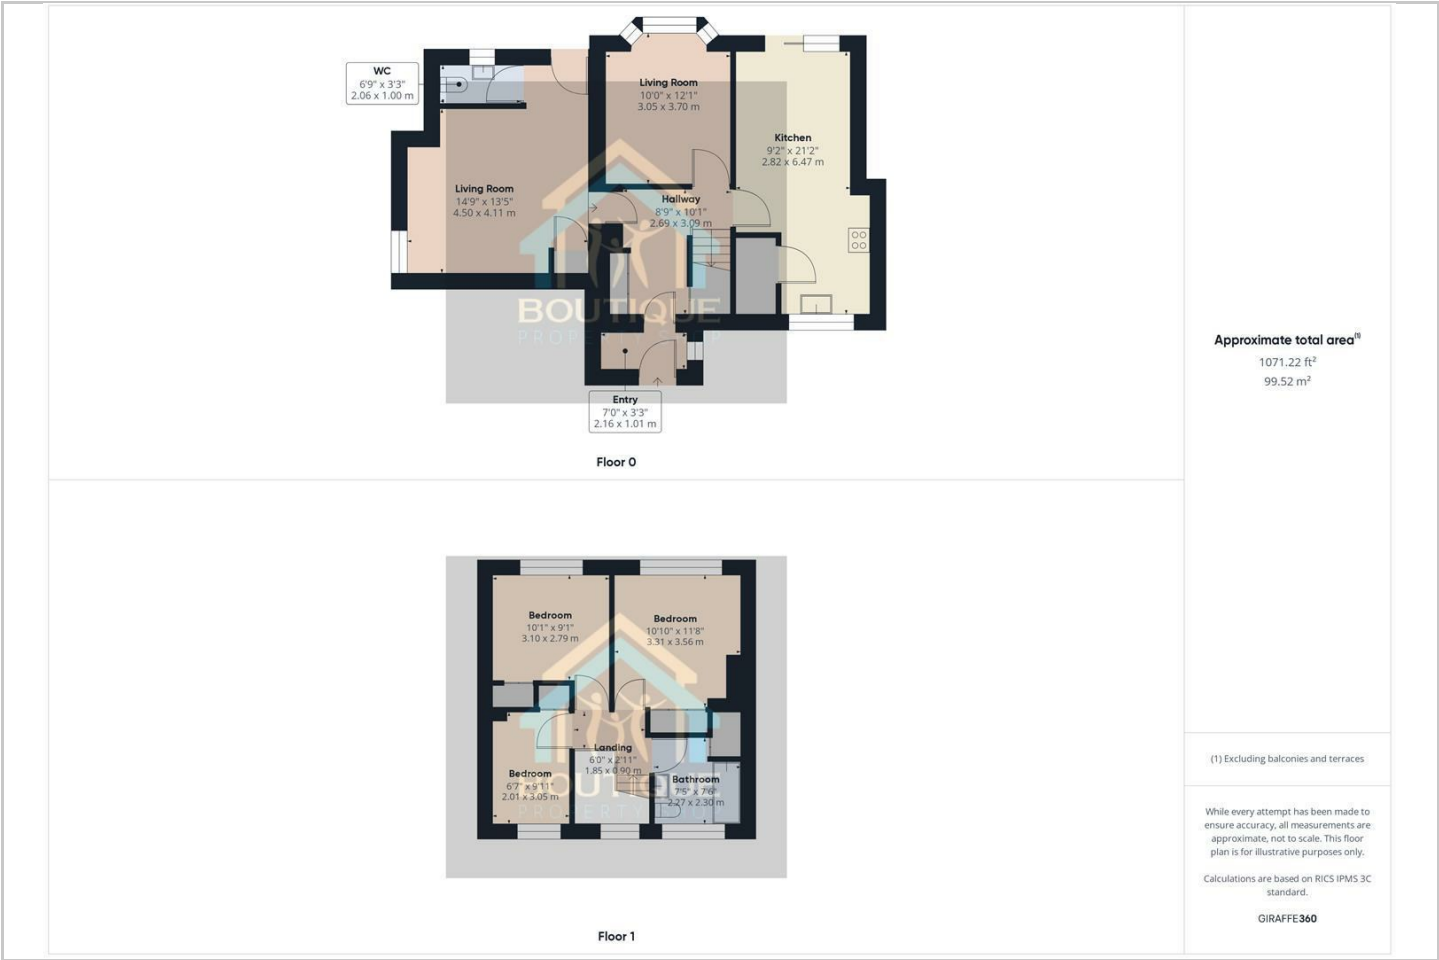 WC
6'9" x 3'3"
2.06 x 1.00 m
Living Room
10'0" x 12'1"
3.05 x 3.70 m
Kitchen
9'2" x 21'2"
2.82 x 6.47 m
Living Room
14'9" x 13'5"
4.50 x 4.11 m
Hallway
8'9" x 10'1"
2.69 x 3.09 m
BOUTIQUE
PROPERTY SHOP
Entry
7'0" x 3'3"
2.16 x 1.01 m
Floor 0
Approximate total area(1)
1071.22 ft²
99.52 m²
Bedroom
10'1" x 9'1"
3.10 x 2.79 m
Bedroom
10'10" x 11'8"
3.31 x 3.56 m
Landing
6'0" x 2'11"
1.85 x 0.90 m
Bedroom
6'7" x 9'11"
2.01 x 3.05 m
Bathroom
7'5" x 7'6"
2.27 x 2.30 m
BOUTIQUE
PROPERTY SHOP
Floor 1
(1) Excluding balconies and terraces
While every attempt has been made to
ensure accuracy, all measurements are
approximate, not to scale. This floor
plan is for illustrative purposes only.
Calculations are based on RICS IPMS 3C
standard.
GIRAFFE360